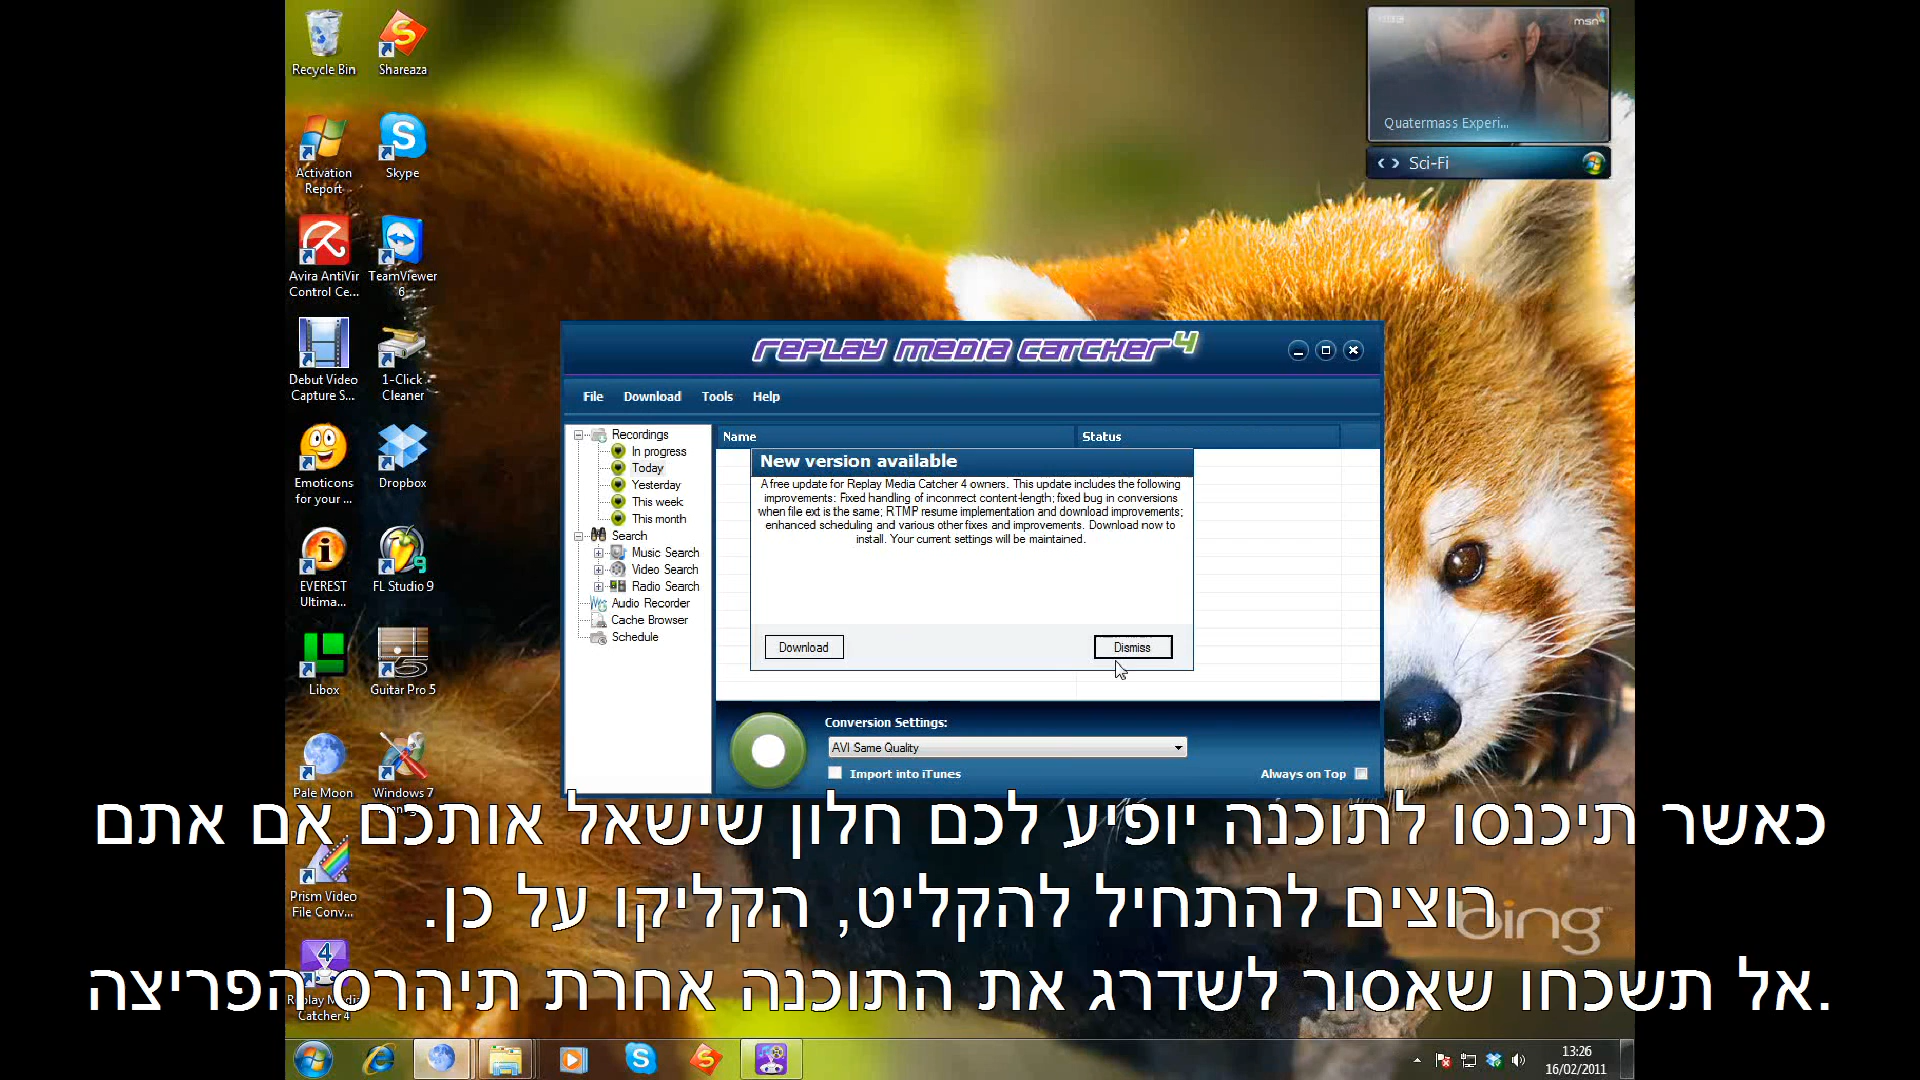 Recycle Bin
Shareaza
Activation
Report
Skype
Avira AntiVir
Control Ce...
TeamViewer
6
Debut Video
Capture S...
1-Click
Cleaner
Emoticons
for your ...
Dropbox
EVEREST
Ultima...
FL Studio 9
Libox
Guitar Pro 5
Pale Moon
Windows 7
Prism Video
File Conv...
Replay Media
Catcher 4
msn
Quatermass Experi...
Sci-Fi
REPLAY MEDIA CATCHER 4
File Download Tools Help
Recordings
In progress
Today
Yesterday
This week
This month
Search
Music Search
Video Search
Radio Search
Audio Recorder
Cache Browser
Schedule
Name Status
New version available
A free update for Replay Media Catcher 4 owners. This update includes the following
improvements: Fixed handling of inconrrect content-length; fixed bug in conversions
when file ext is the same; RTMP resume implementation and download improvements;
enhanced scheduling and various other fixes and improvements. Download now to
install. Your current settings will be maintained.
Download Dismiss
Conversion Settings:
AVI Same Quality
Import into iTunes
Always on Top
כאשר תיכנסו לתוכנה יופיע לכם חלון שישאל אותכם אם אתם
רוצים להתחיל להקליט, הקליקו על כן.
אל תשכחו שאסור לשדרג את התוכנה אחרת תיהרס הפריצה.
bing
13:26
16/02/2011